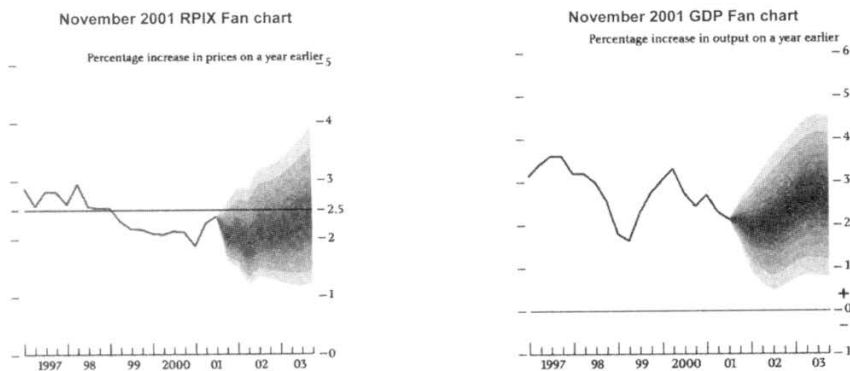 November 2001 RPIX Fan chart
Percentage increase in prices on a year earlier
5
4
3
2.5
2
1
0
1997 98 99 2000 01 02 03
November 2001 GDP Fan chart
Percentage increase in output on a year earlier
6
5
4
3
2
1
+
0
–
1
1997 98 99 2000 01 02 03